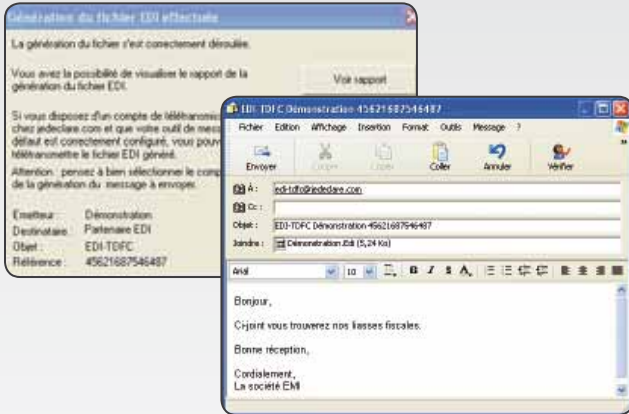 Génération du fichier EDI effectuée
La génération du fichier s'est correctement déroulée.
Vous avez la possibilité de visualiser le rapport de la
génération du fichier EDI.
Voir rapport
Si vous disposez d'un compte de télétransmis
chez jedeclare.com et que votre outil de mess
défaut est correctement configuré, vous pouv
télétransmettre le fichier EDI généré.
Attention : pensez à bien sélectionner le comp
de la génération du message à envoyer.
Emetteur : Démonstration
Destinataire : Partenaire EDI
Objet : EDI-TDFC
Référence : 45621687546487
EDI-TDFC Démonstration 45621687546487
Fichier Edition Affichage Insertion Format Outils Message ?
Envoyer Couper Copier Coller Annuler Vérifier
À : edi-tdfc@jedeclare.com
Cc :
Objet : EDI-TDFC Démonstration 45621687546487
Joindre : Démonstration.Edi (5,24 Ko)
Arial 10 G I S A
Bonjour,
Ci-joint vous trouverez nos liasses fiscales.
Bonne réception,
Cordialement,
La société EMI